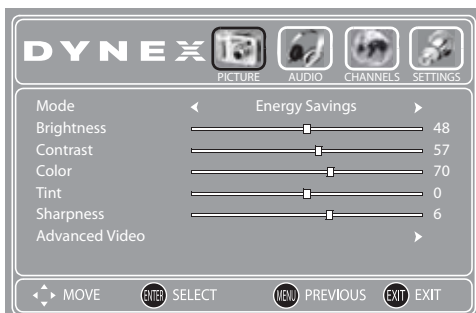 DYNEX
PICTURE AUDIO CHANNELS SETTINGS
Mode Energy Savings
Brightness 48
Contrast 57
Color 70
Tint 0
Sharpness 6
Advanced Video
MOVE ENTER SELECT MENU PREVIOUS EXIT EXIT